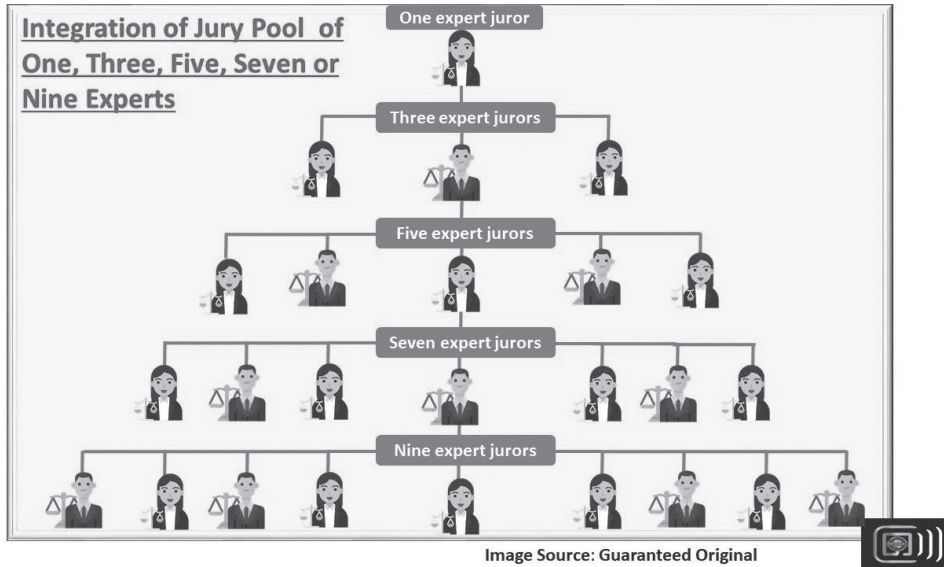 Integration of Jury Pool of
One, Three, Five, Seven or
Nine Experts
One expert juror
Three expert jurors
Five expert jurors
Seven expert jurors
Nine expert jurors
Image Source: Guaranteed Original